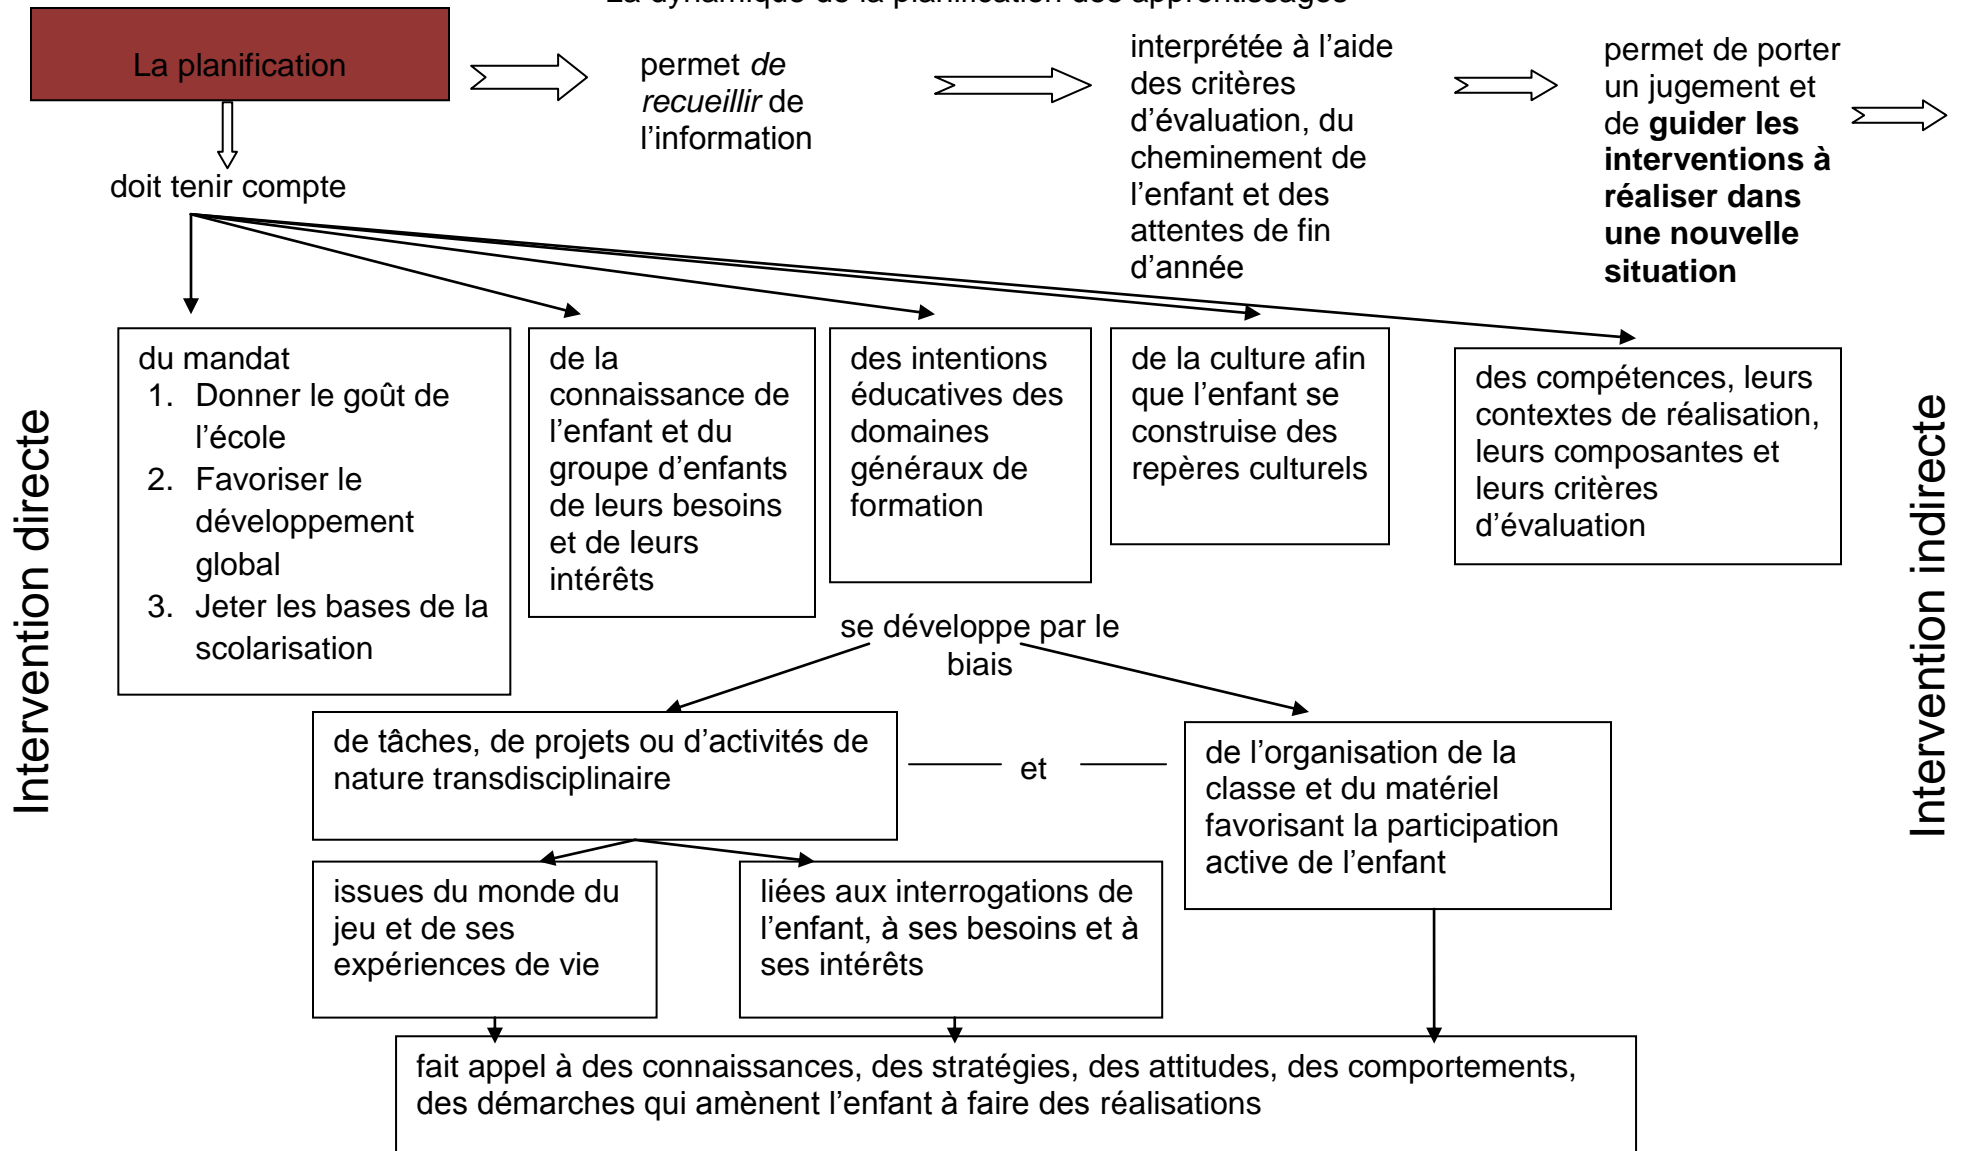 La dynamique de la planification des apprentissages
La planification
permet de
recueillir de
l’information
interprétée à l’aide
des critères
d’évaluation, du
cheminement de
l’enfant et des
attentes de fin
d’année
permet de porter
un jugement et
de guider les
interventions à
réaliser dans
une nouvelle
situation
doit tenir compte
du mandat
1. Donner le goût de
l’école
2. Favoriser le
développement
global
3. Jeter les bases de la
scolarisation
de la
connaissance de
l’enfant et du
groupe d’enfants
de leurs besoins
et de leurs
intérêts
des intentions
éducatives des
domaines
généraux de
formation
de la culture afin
que l’enfant se
construise des
repères culturels
des compétences, leurs
contextes de réalisation,
leurs composantes et
leurs critères
d’évaluation
Intervention directe
Intervention indirecte
se développe par le
biais
de tâches, de projets ou d’activités de
nature transdisciplinaire
et
de l’organisation de la
classe et du matériel
favorisant la participation
active de l’enfant
issues du monde du
jeu et de ses
expériences de vie
liées aux interrogations de
l’enfant, à ses besoins et à
ses intérêts
fait appel à des connaissances, des stratégies, des attitudes, des comportements,
des démarches qui amènent l’enfant à faire des réalisations